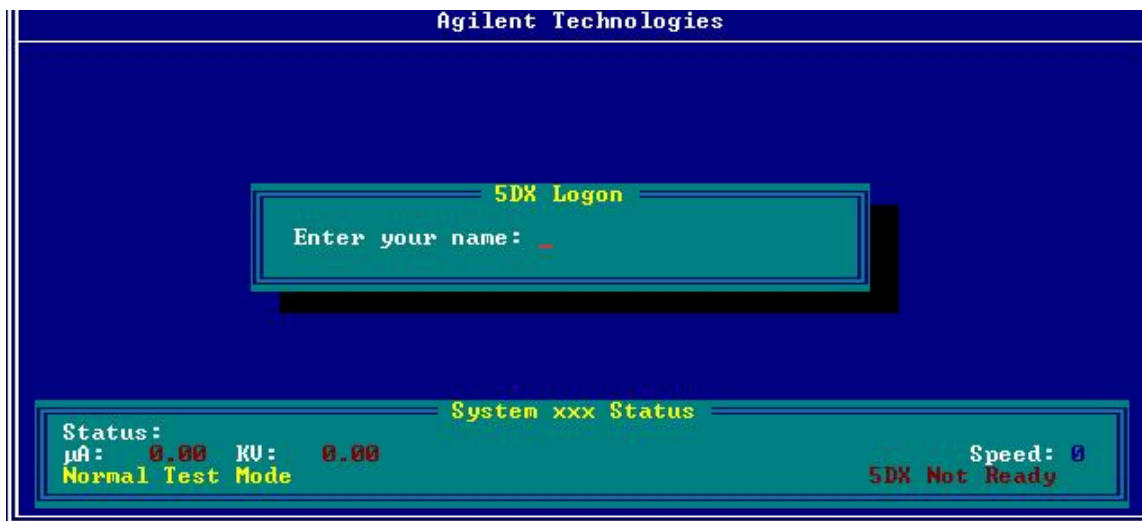 Agilent Technologies
5DX Logon
Enter your name: _
System xxx Status
Status:
µA: 0.00 KV: 0.00 Speed: 0
Normal Test Mode 5DX Not Ready